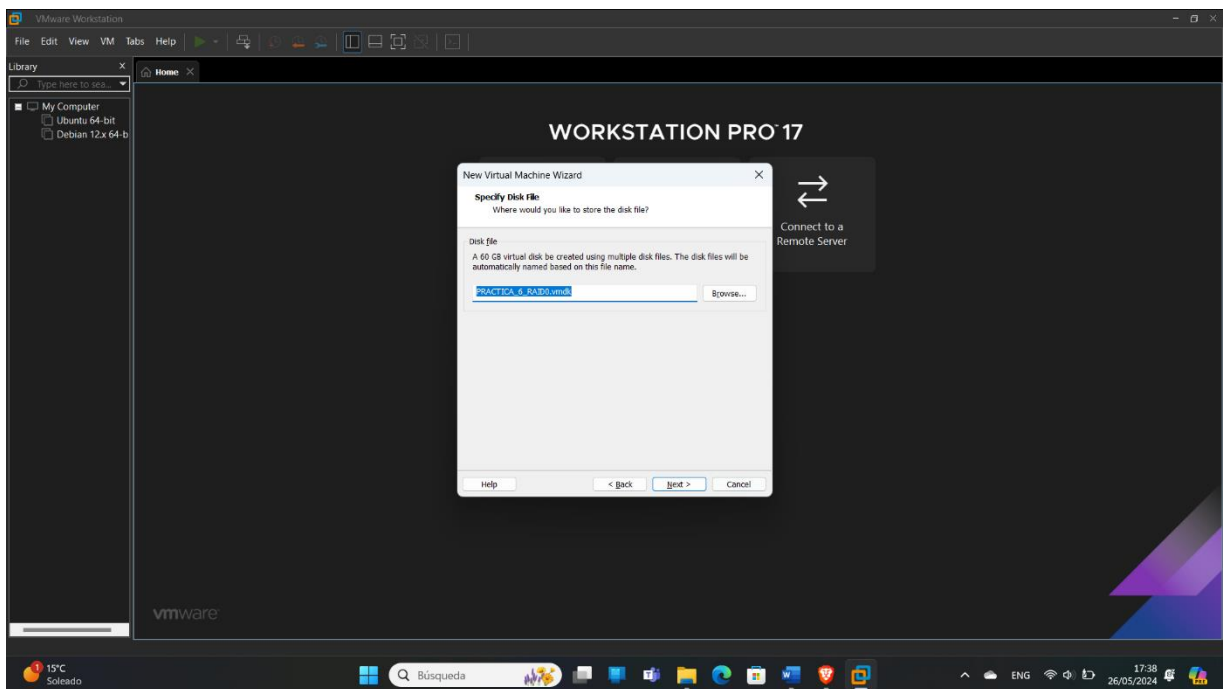 VMware Workstation
File Edit View VM Tabs Help
Library X
Home
Type here to sea...
My Computer
Ubuntu 64-bit
Debian 12.x 64-b
WORKSTATION PRO™ 17
New Virtual Machine Wizard
Specify Disk File
Where would you like to store the disk file?
Connect to a
Remote Server
Disk file
A 60 GB virtual disk be created using multiple disk files. The disk files will be
automatically named based on this file name.
PRACTICA_6_RAID0.vmdk
Browse...
Help < Back Next > Cancel
vmware
1
15°C
Soleado
Búsqueda
ENG
17:38
26/05/2024